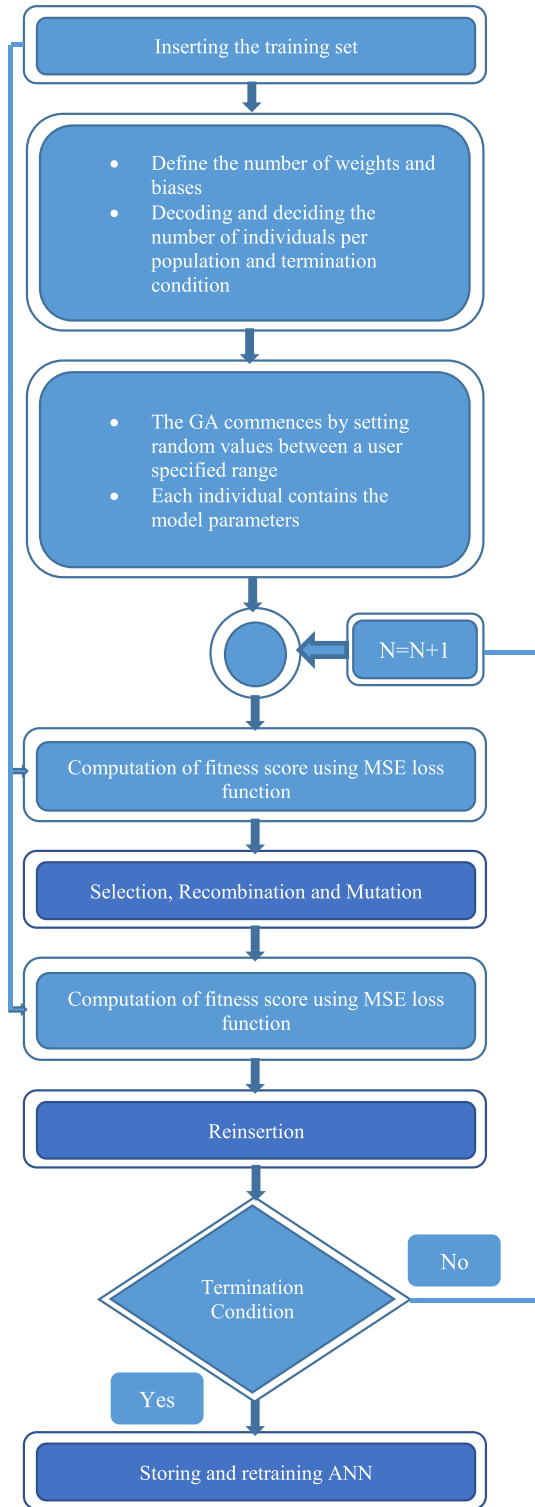 Inserting the training set
• Define the number of weights and
biases
• Decoding and deciding the
number of individuals per
population and termination
condition
• The GA commences by setting
random values between a user
specified range
• Each individual contains the
model parameters
N=N+1
Computation of fitness score using MSE loss
function
Selection, Recombination and Mutation
Computation of fitness score using MSE loss
function
Reinsertion
Termination
Condition
No
Yes
Storing and retraining ANN